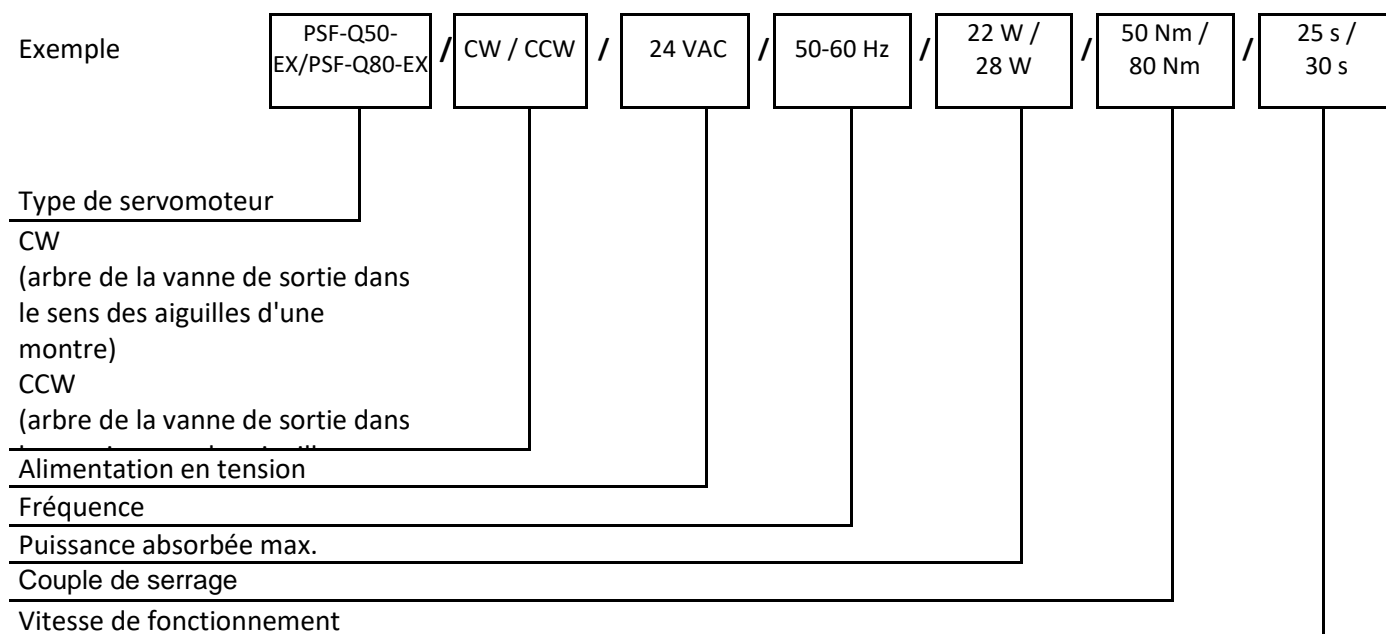 Exemple
PSF-Q50-
EX/PSF-Q80-EX / CW / CCW / 24 VAC / 50-60 Hz / 22 W /
28 W / 50 Nm /
80 Nm / 25 s /
30 s
Type de servomoteur
CW
(arbre de la vanne de sortie dans
le sens des aiguilles d'une
montre)
CCW
(arbre de la vanne de sortie dans
Alimentation en tension
Fréquence
Puissance absorbée max.
Couple de serrage
Vitesse de fonctionnement